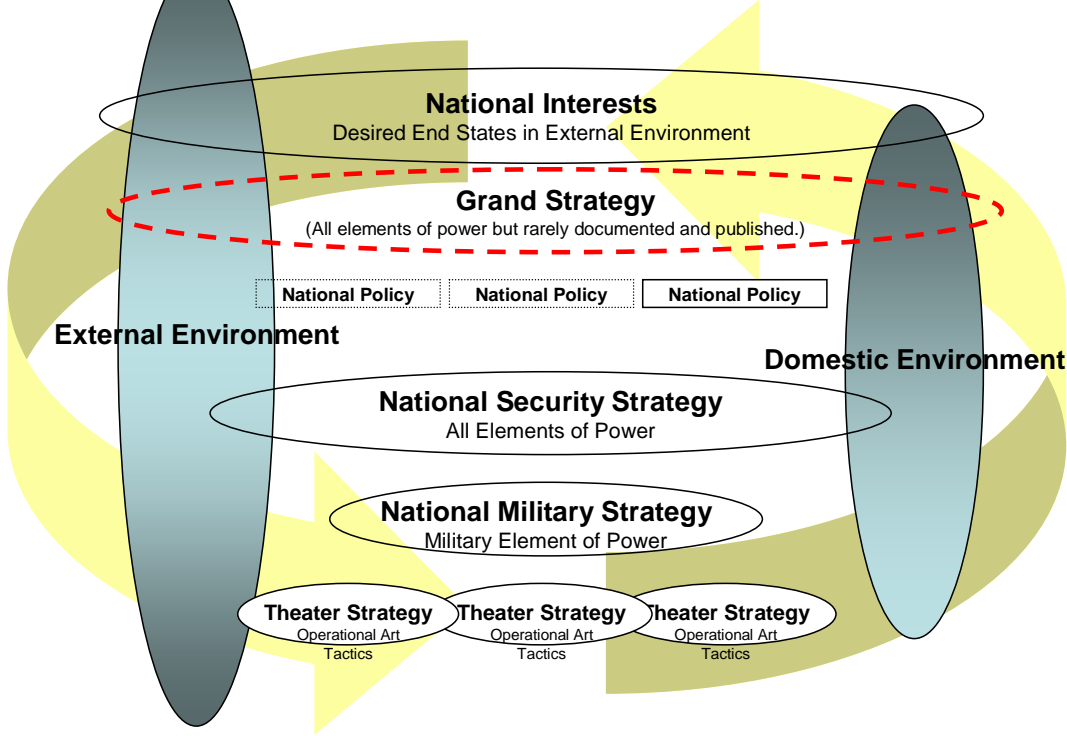 National Interests
Desired End States in External Environment
Grand Strategy
(All elements of power but rarely documented and published.)
National Policy National Policy National Policy
External Environment
Domestic Environment
National Security Strategy
All Elements of Power
National Military Strategy
Military Element of Power
Theater Strategy Theater Strategy Theater Strategy
Operational Art Operational Art Operational Art
Tactics Tactics Tactics